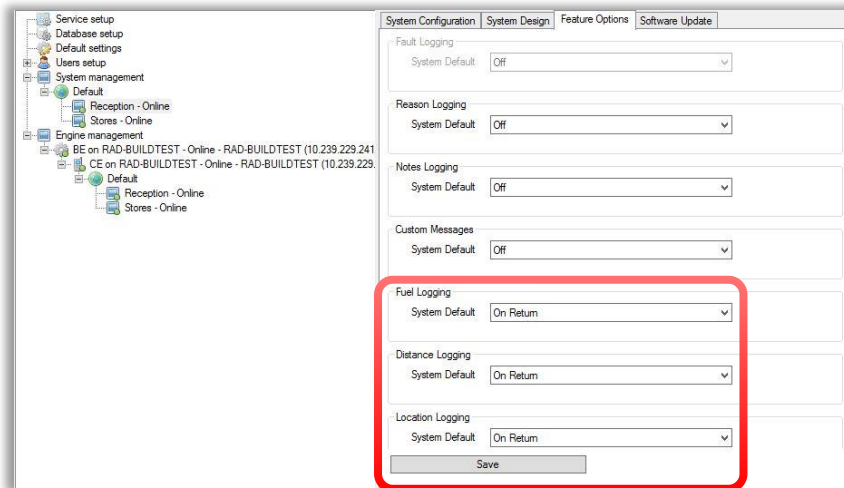 Service setup
Database setup
Default settings
Users setup
System management
Default
Reception - Online
Stores - Online
Engine management
BE on RAD-BUILDTEST - Online - RAD-BUILDTEST (10.239.229.241
CE on RAD-BUILDTEST - Online - RAD-BUILDTEST (10.239.229.
Default
Reception - Online
Stores - Online
System Configuration System Design Feature Options Software Update
Fault Logging
System Default Off
Reason Logging
System Default Off
Notes Logging
System Default Off
Custom Messages
System Default Off
Fuel Logging
System Default On Return
Distance Logging
System Default On Return
Location Logging
System Default On Return
Save